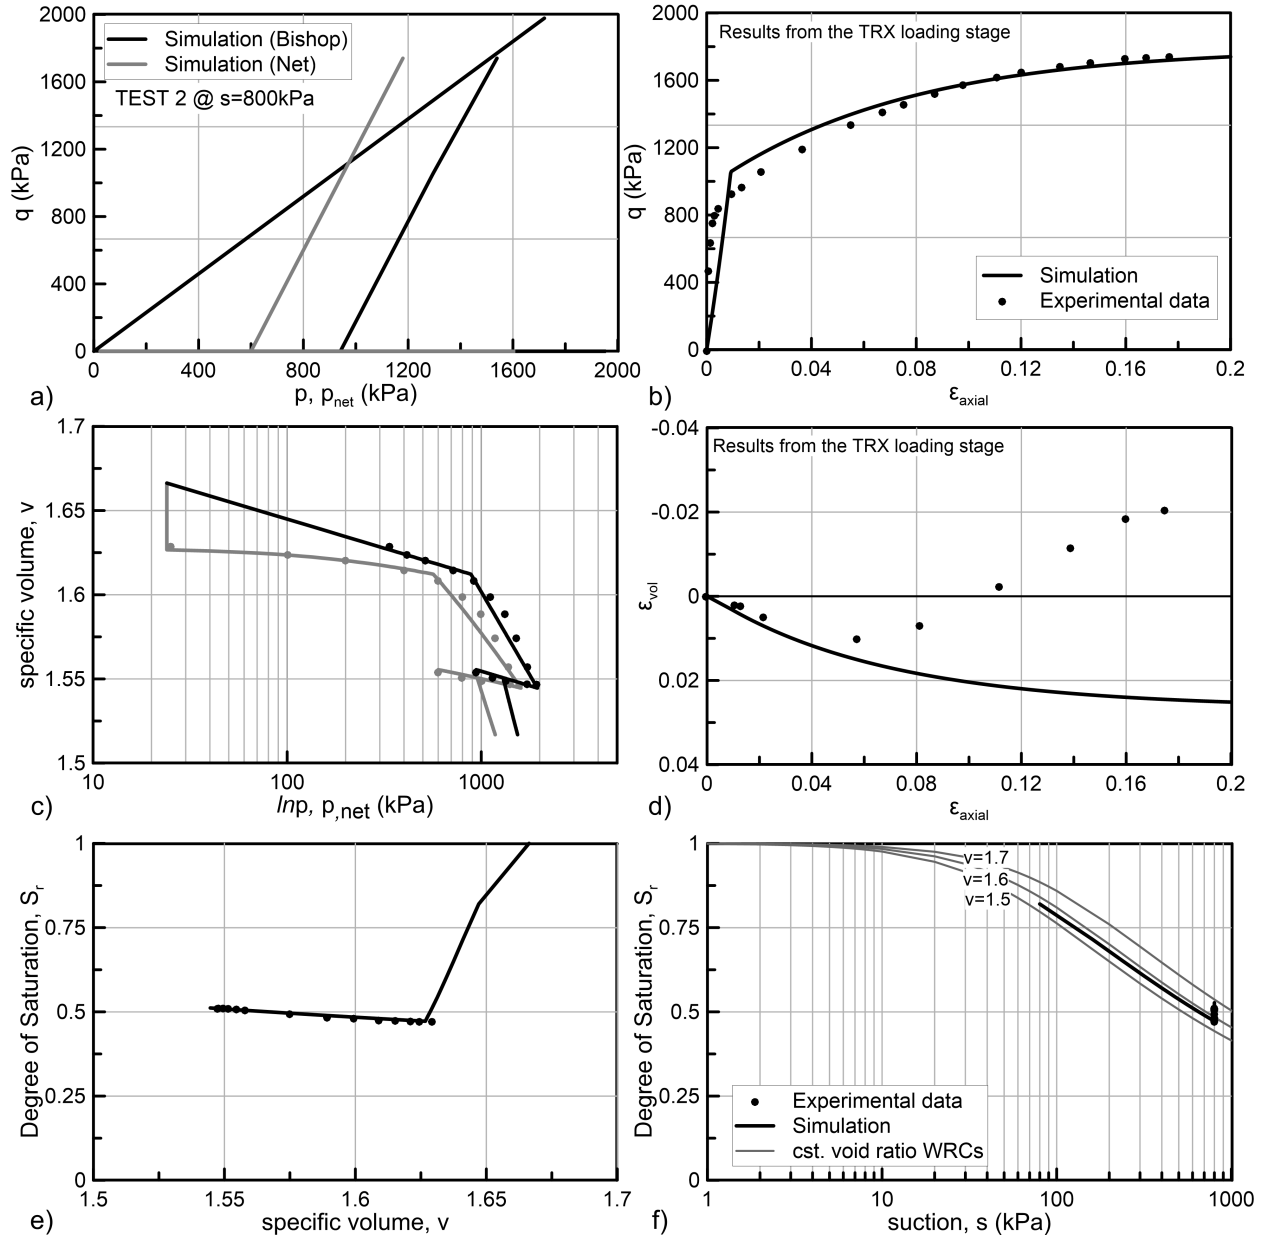 2000
1600
1200
800
400
0
q (kPa)
Simulation (Bishop)
Simulation (Net)
TEST 2 @ s=800kPa
0 400 800 1200 1600 2000
p, pnet (kPa)
a)
2000
1600
1200
800
400
0
q (kPa)
Results from the TRX loading stage
Simulation
Experimental data
0 0.04 0.08 0.12 0.16 0.2
εaxial
b)
1.7
1.65
1.6
1.55
1.5
specific volume, v
10 100 1000
lnp, p,net (kPa)
c)
-0.04
-0.02
0
0.02
0.04
εvol
Results from the TRX loading stage
0 0.04 0.08 0.12 0.16 0.2
εaxial
d)
1
0.75
0.5
0.25
0
Degree of Saturation, Sr
1.5 1.55 1.6 1.65 1.7
specific volume, v
e)
1
0.75
0.5
0.25
0
Degree of Saturation, Sr
v=1.7
v=1.6
v=1.5
Experimental data
Simulation
cst. void ratio WRCs
1 10 100 1000
suction, s (kPa)
f)